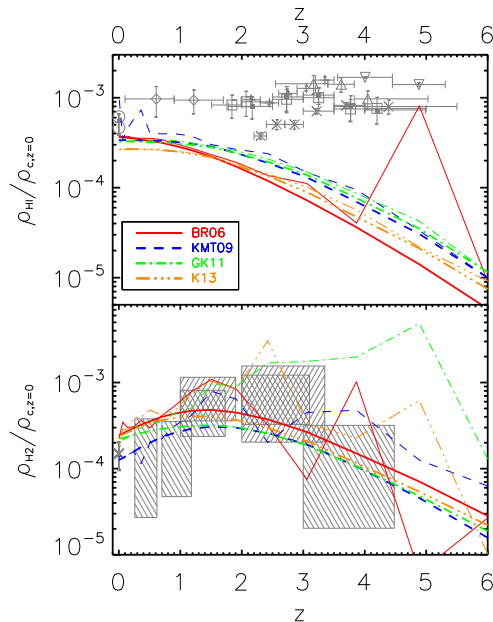 z
0 1 2 3 4 5 6
10^-3
10^-4
10^-5
ρHI/ρc,z=0
BR06
KMT09
GK11
K13
10^-3
10^-4
10^-5
ρH2/ρc,z=0
0 1 2 3 4 5 6
z